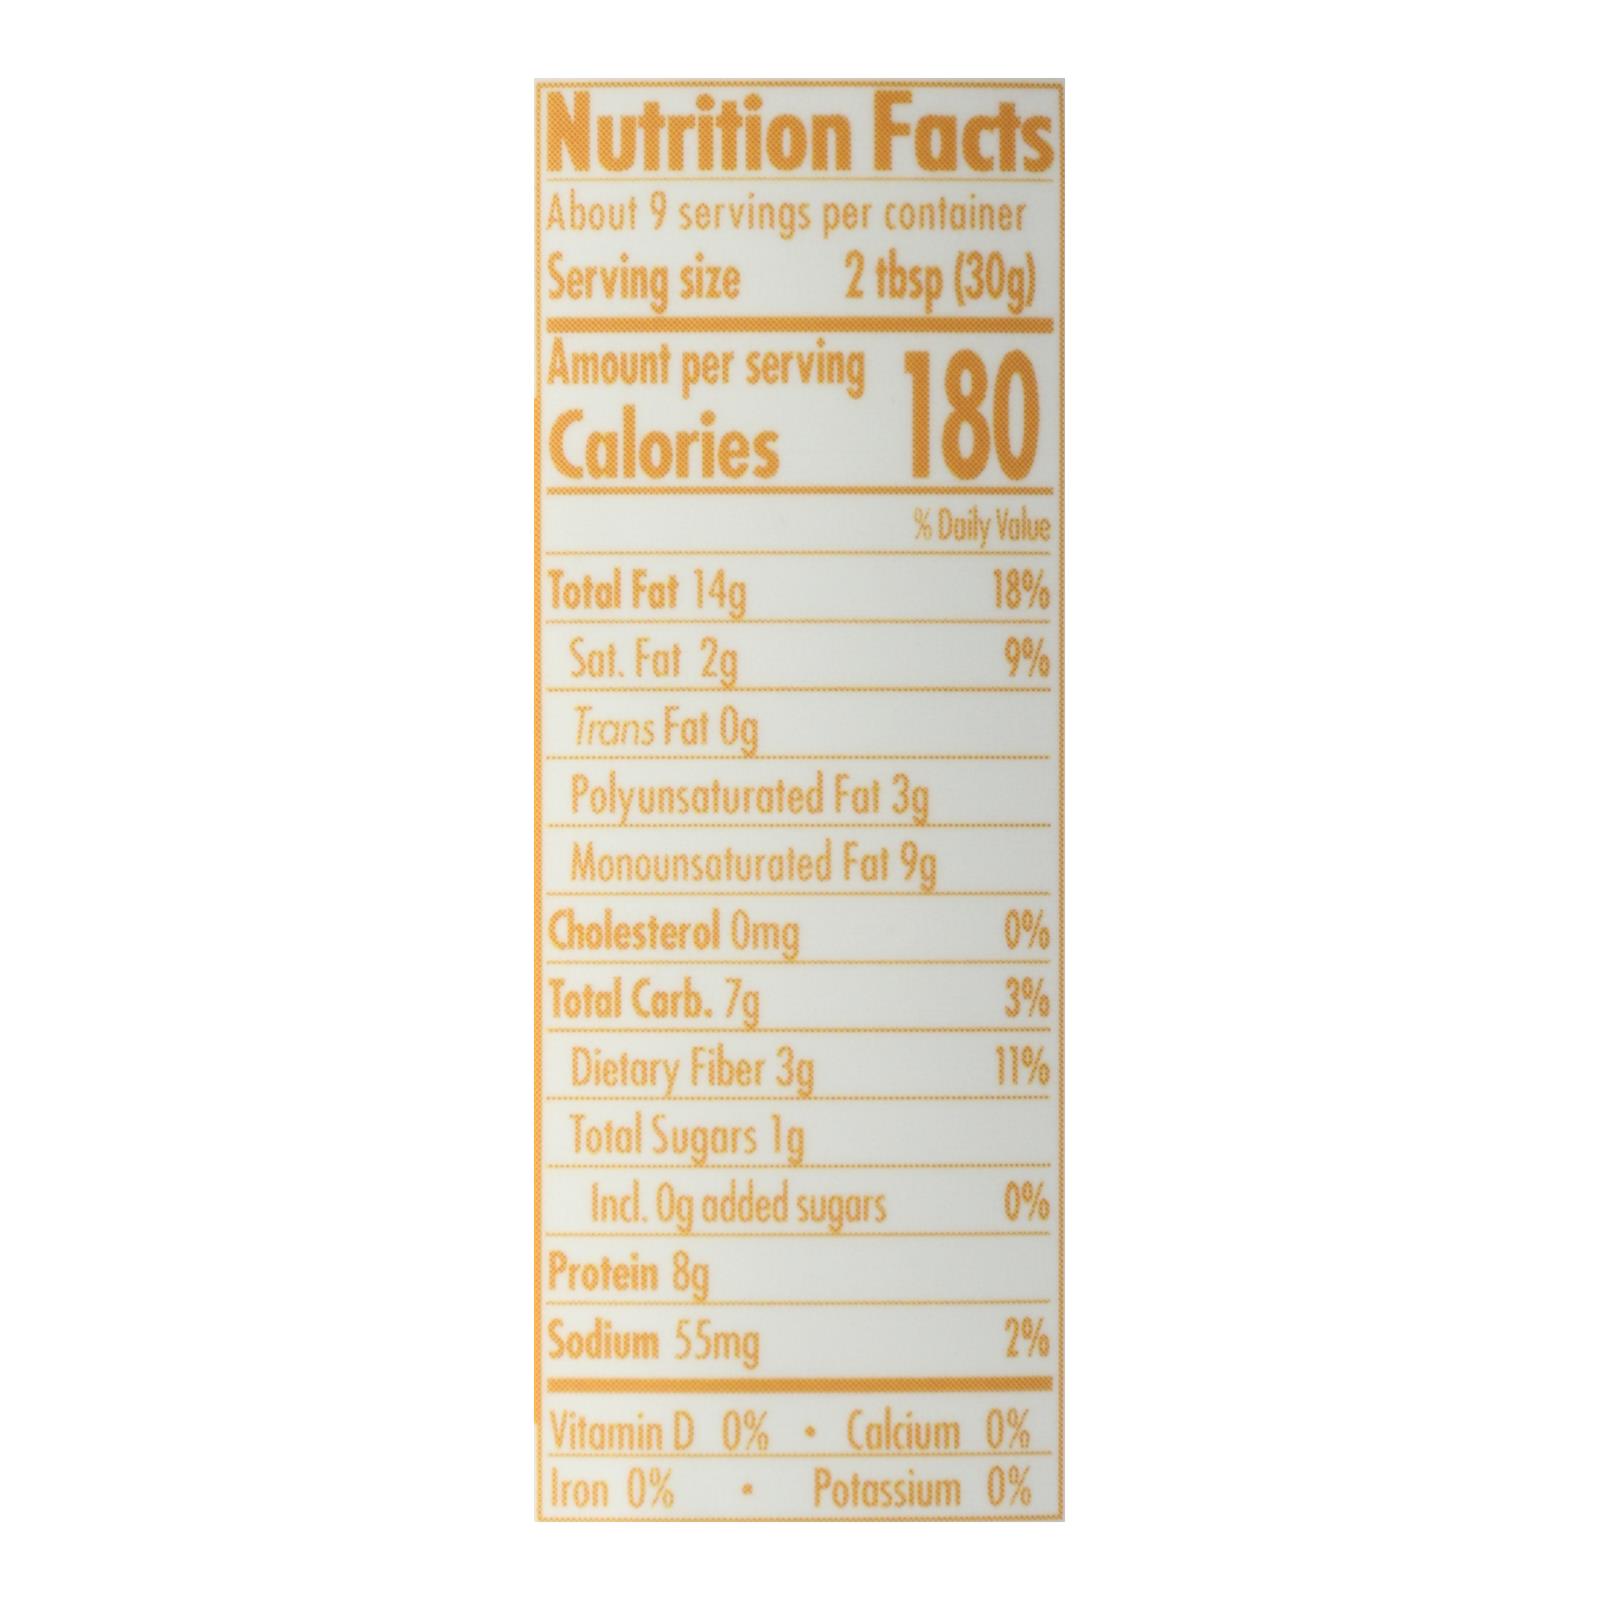 Nutrition Facts
About 9 servings per container
Serving size 2 tbsp (30g)
Amount per serving
Calories 180
% Daily Value
Total Fat 14g 18%
Sat. Fat 2g 9%
Trans Fat 0g
Polyunsaturated Fat 3g
Monounsaturated Fat 9g
Cholesterol 0mg 0%
Total Carb. 7g 3%
Dietary Fiber 3g 11%
Total Sugars 1g
Incl. 0g added sugars 0%
Protein 8g
Sodium 55mg 2%
Vitamin D 0% • Calcium 0%
Iron 0% • Potassium 0%